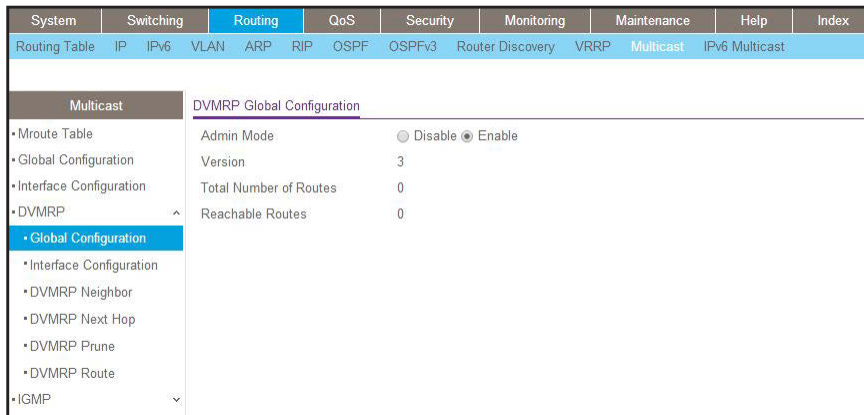 System Switching Routing QoS Security Monitoring Maintenance Help Index
Routing Table IP IPv6 VLAN ARP RIP OSPF OSPFv3 Router Discovery VRRP Multicast IPv6 Multicast
Multicast
Mroute Table
Global Configuration
Interface Configuration
DVMRP
Global Configuration
Interface Configuration
DVMRP Neighbor
DVMRP Next Hop
DVMRP Prune
DVMRP Route
IGMP
DVMRP Global Configuration
Admin Mode Disable Enable
Version 3
Total Number of Routes 0
Reachable Routes 0